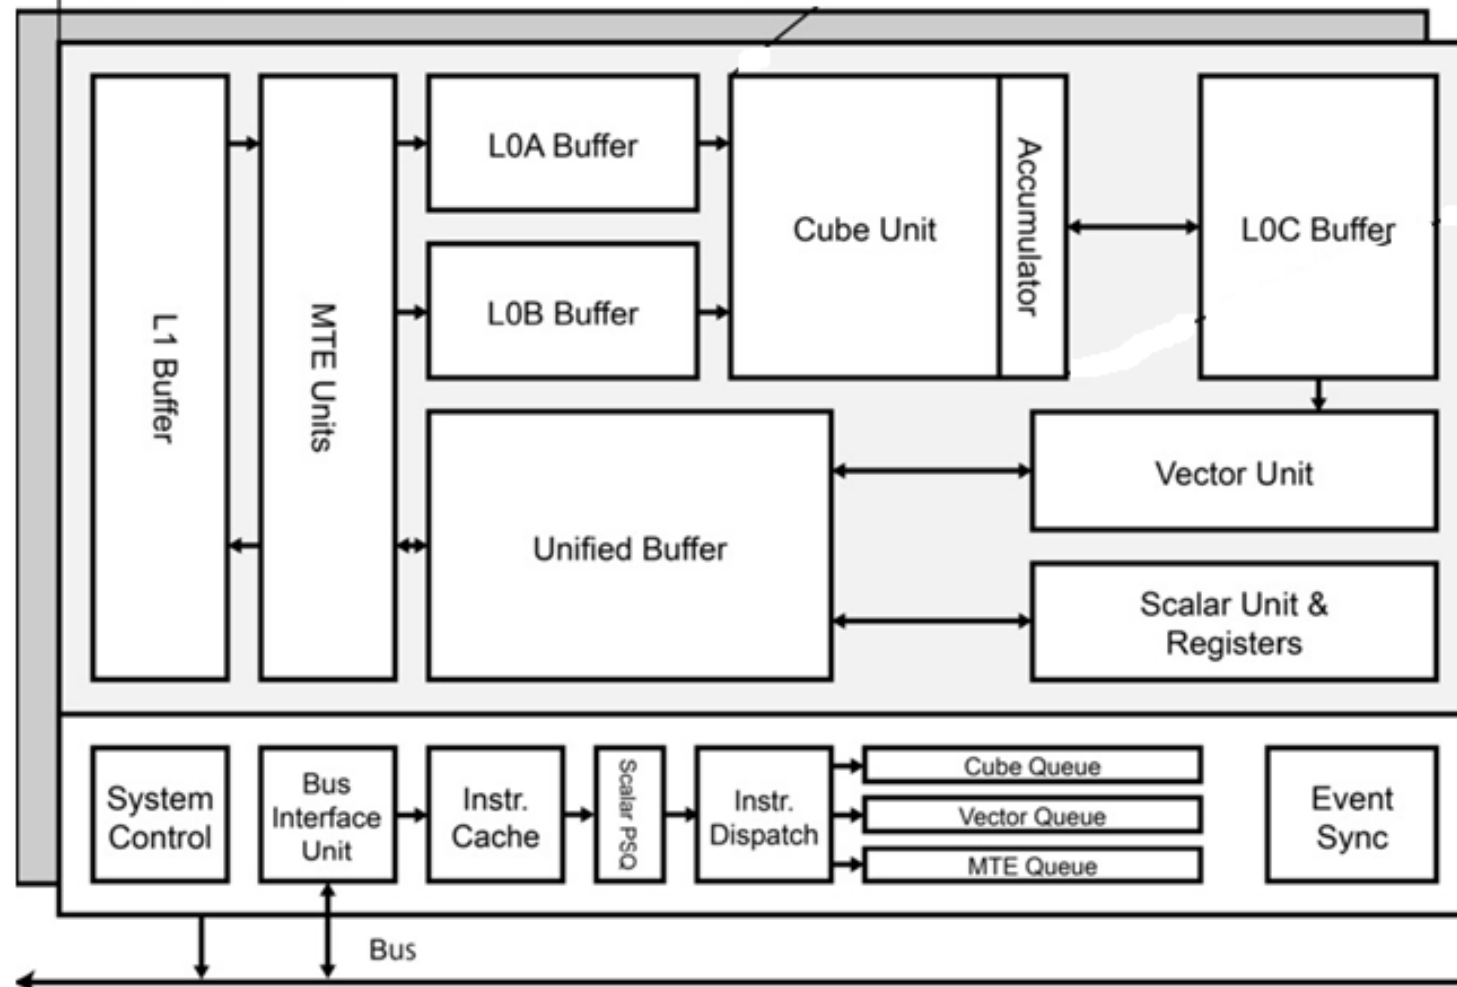 L1 Buffer
MTE Units
L0A Buffer
L0B Buffer
Cube Unit
Accumulator
L0C Buffer
Unified Buffer
Vector Unit
Scalar Unit &
Registers
System
Control
Bus
Interface
Unit
Instr.
Cache
Scalar PSQ
Instr.
Dispatch
Cube Queue
Vector Queue
MTE Queue
Event
Sync
Bus